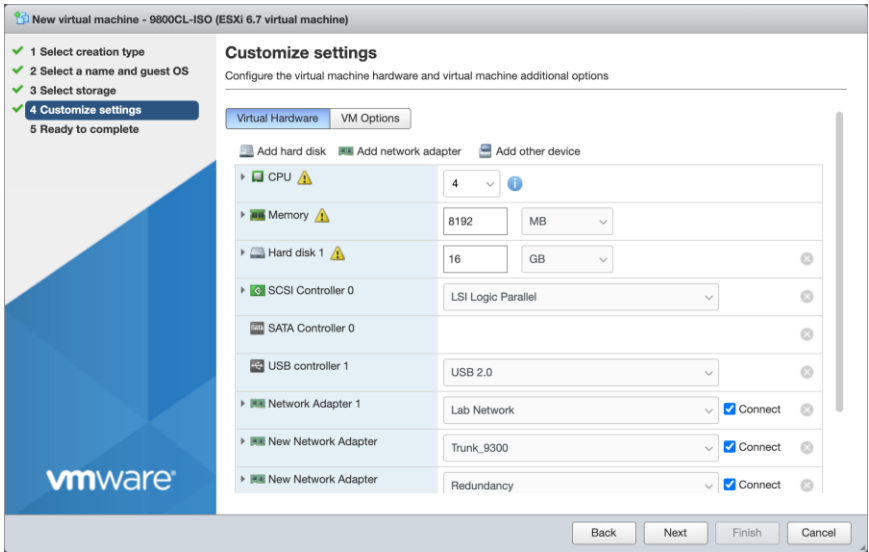 New virtual machine - 9800CL-ISO (ESXi 6.7 virtual machine)
1 Select creation type
2 Select a name and guest OS
3 Select storage
4 Customize settings
5 Ready to complete
Customize settings
Configure the virtual machine hardware and virtual machine additional options
Virtual Hardware VM Options
Add hard disk Add network adapter Add other device
CPU 4
Memory 8192 MB
Hard disk 1 16 GB
SCSI Controller 0 LSI Logic Parallel
SATA SATA Controller 0
USB controller 1 USB 2.0
Network Adapter 1 Lab Network Connect
New Network Adapter Trunk_9300 Connect
New Network Adapter Redundancy Connect
vmware®
Back Next Finish Cancel